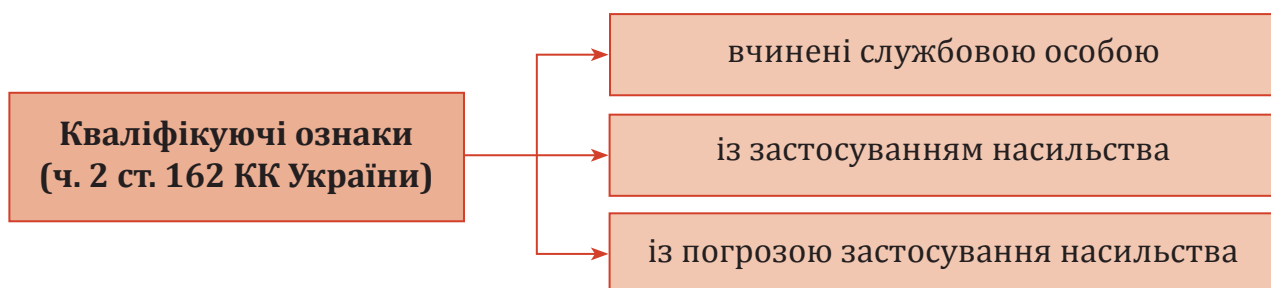 Кваліфікуючі ознаки
(ч. 2 ст. 162 КК України)
вчинені службовою особою
із застосуванням насильства
із погрозою застосування насильства